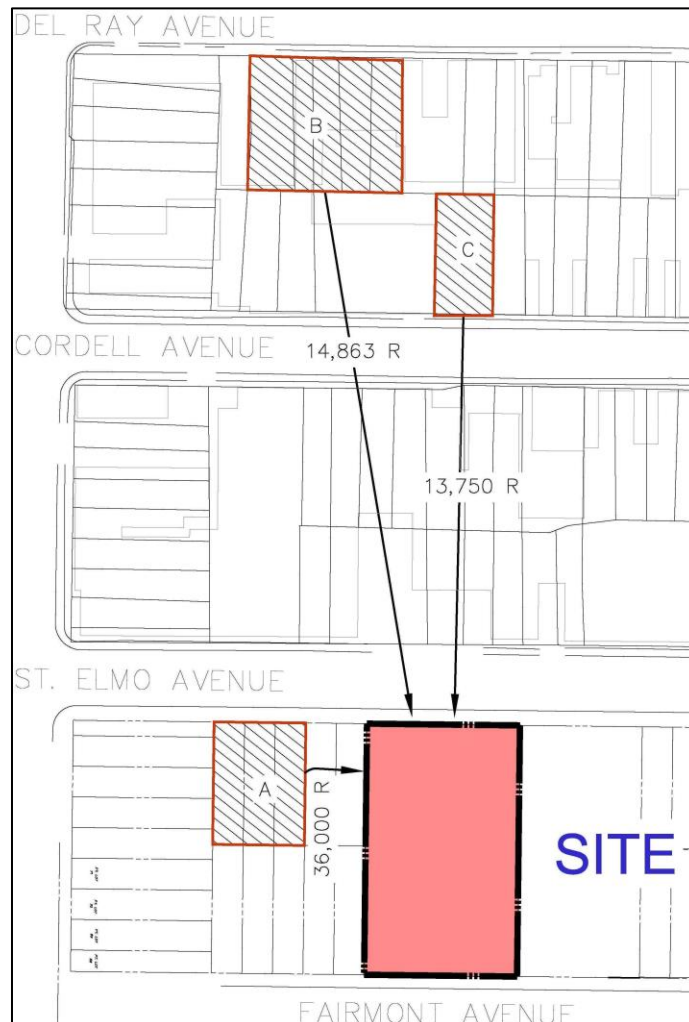 DEL RAY AVENUE
B
C
CORDELL AVENUE
14,863 R
13,750 R
ST. ELMO AVENUE
A
36,000 R
SITE
FAIRMONT AVENUE